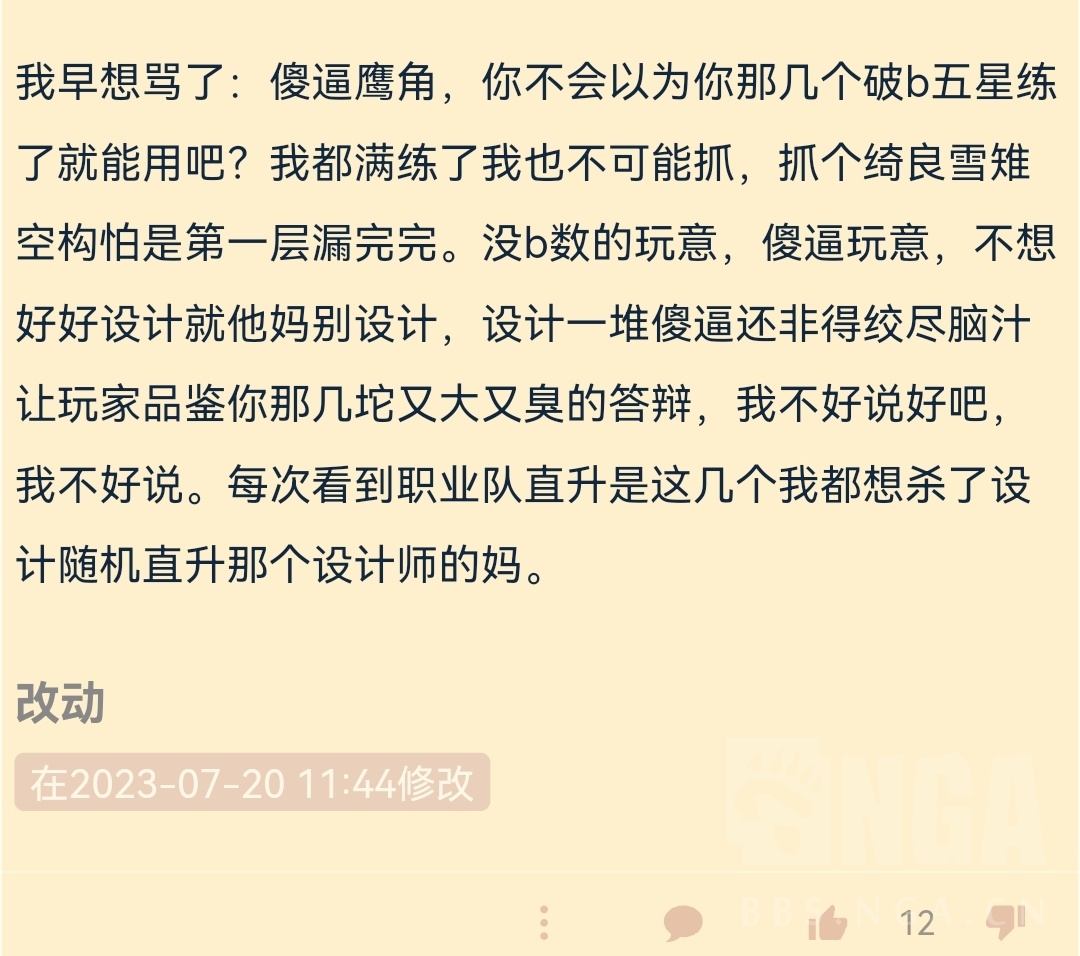 我早想骂了：傻逼鹰角，你不会以为你那几个破b五星练
了就能用吧？我都满练了我也不可能抓，抓个绮良雪雉
空构怕是第一层漏完完。没b数的玩意，傻逼玩意，不想
好好设计就他妈别设计，设计一堆傻逼还非得绞尽脑汁
让玩家品鉴你那几坨又大又臭的答辩，我不好说好吧，
我不好说。每次看到职业队直升是这几个我都想杀了设
计随机直升那个设计师的妈。
改动
在2023-07-20 11:44修改
NGA
BBS.NGA.CN
12